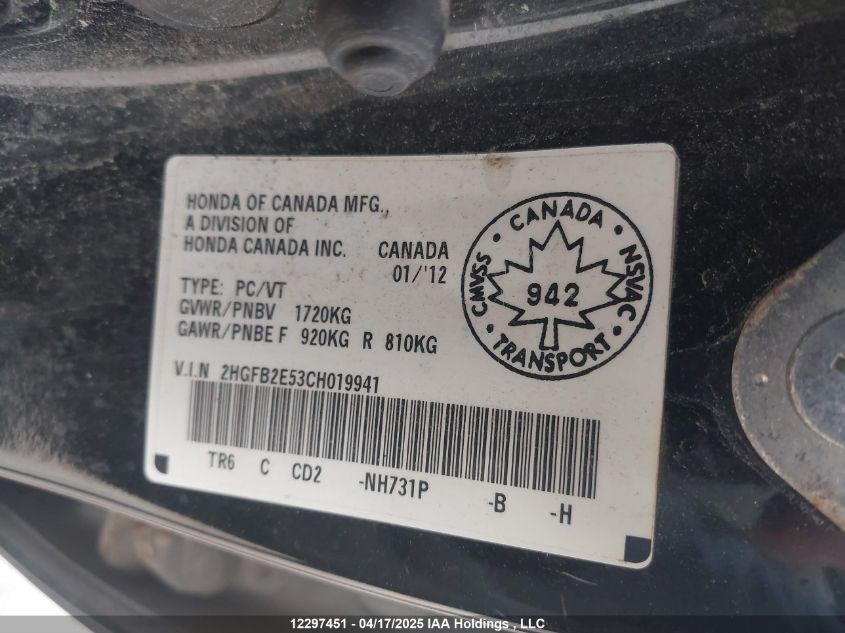 HONDA OF CANADA MFG.,
A DIVISION OF
HONDA CANADA INC. CANADA
01/'12
TYPE: PC/VT
GVWR/PNBV 1720KG
GAWR/PNBE F 920KG R 810KG
V.I.N 2HGFB2E53CH019941
TR6 C CD2 -NH731P -B -H
• CANADA •
CMVSS 942 NSVAC
• TRANSPORT •
12297451 - 04/17/2025 IAA Holdings , LLC